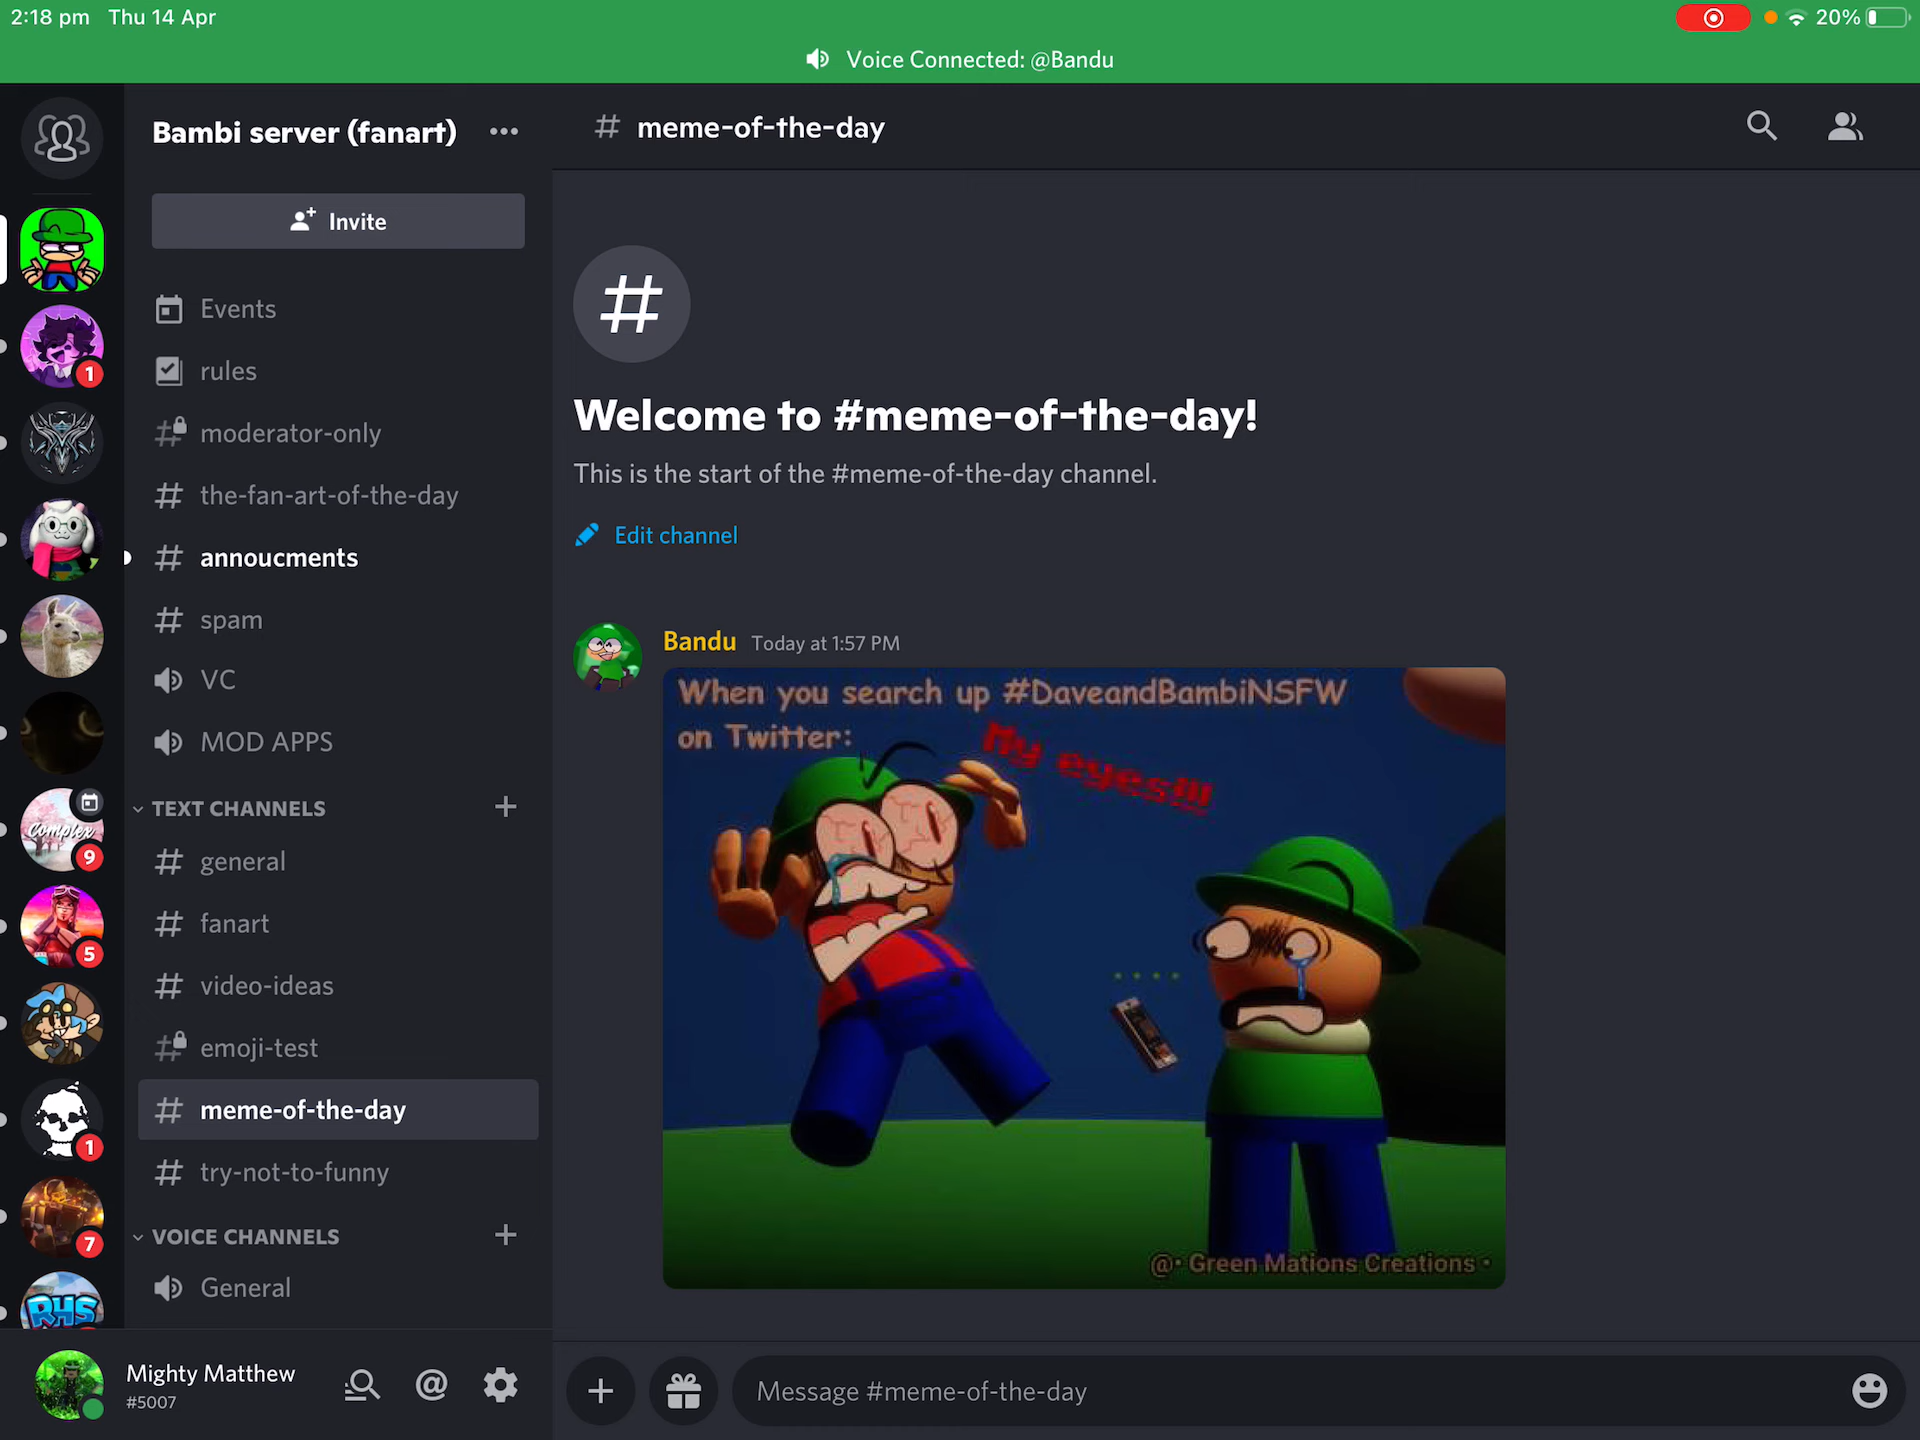 2:18 pm Thu 14 Apr
20%
Voice Connected: @Bandu
Bambi server (fanart)
# meme-of-the-day
Invite
Events
rules
moderator-only
# the-fan-art-of-the-day
# annoucments
# spam
VC
MOD APPS
TEXT CHANNELS
# general
# fanart
# video-ideas
emoji-test
# meme-of-the-day
# try-not-to-funny
VOICE CHANNELS
General
1
Complex
9
5
1
7
RHS
Mighty Matthew
#5007
#
Welcome to #meme-of-the-day!
This is the start of the #meme-of-the-day channel.
Edit channel
Bandu Today at 1:57 PM
When you search up #DaveandBambiNSFW
on Twitter:
My eyes!!!
....
@• Green Mations Creations •
Message #meme-of-the-day